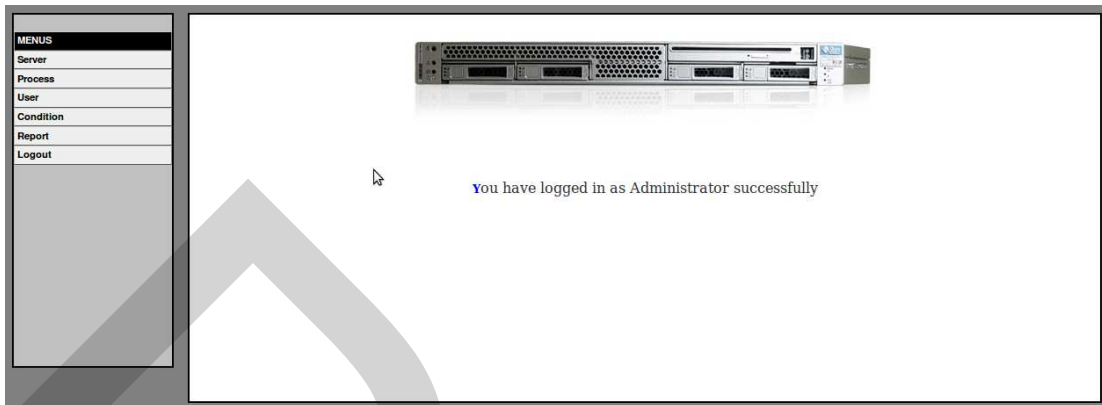 MENUS
Server
Process
User
Condition
Report
Logout
You have logged in as Administrator successfully